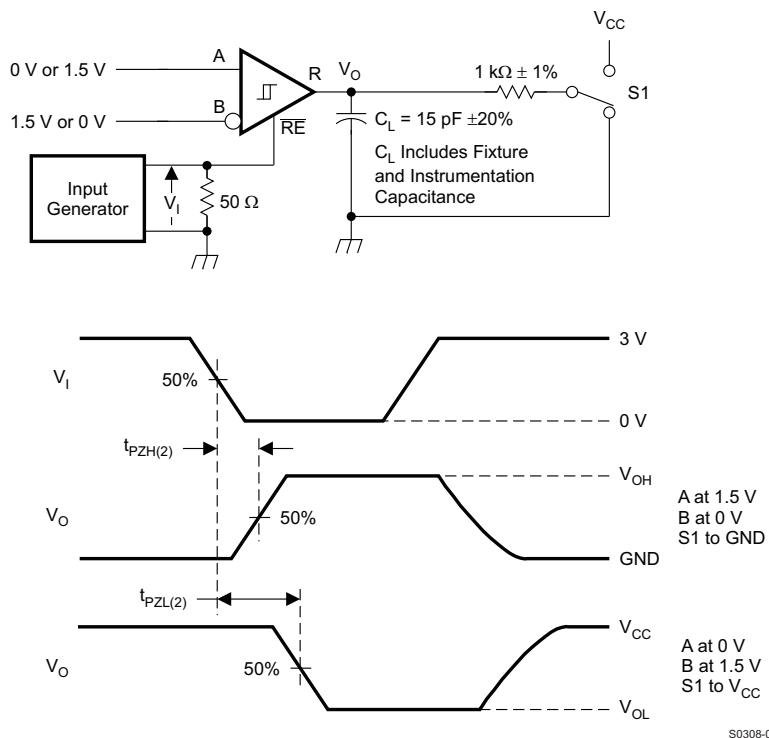 V_CC
0 V or 1.5 V
A
R
V_O
1 kΩ ± 1%
S1
1.5 V or 0 V
B
RE
C_L = 15 pF ±20%
C_L Includes Fixture
and Instrumentation
Capacitance
Input
Generator
V_I
50 Ω
3 V
V_I
50%
0 V
t_PZH(2)
V_OH
A at 1.5 V
B at 0 V
S1 to GND
V_O
50%
GND
t_PZL(2)
V_CC
A at 0 V
B at 1.5 V
S1 to V_CC
V_O
50%
V_OL